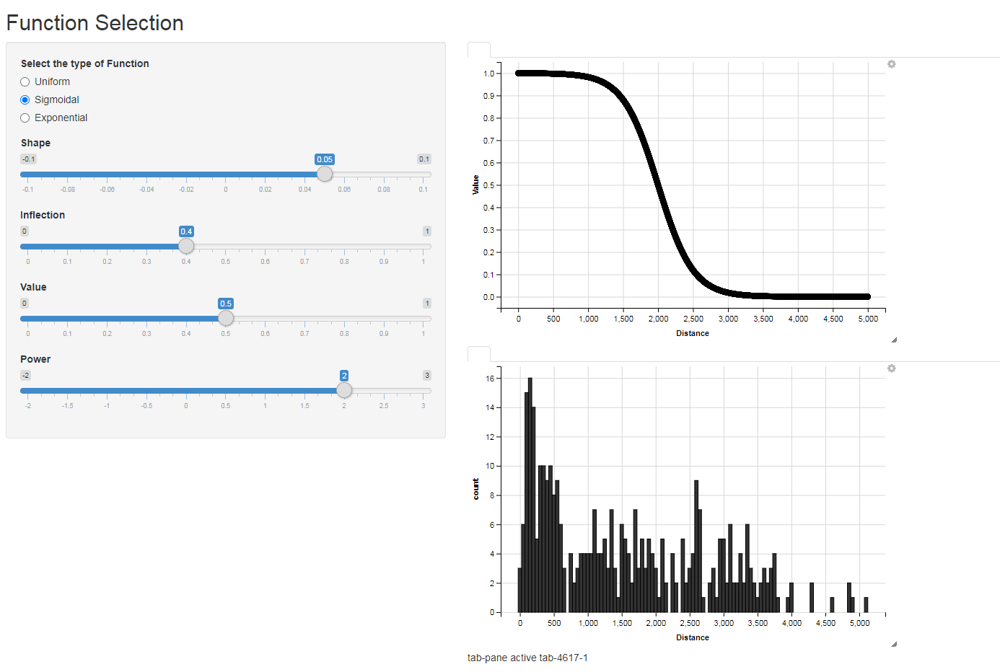 Function Selection
Select the type of Function
Uniform
Sigmoidal
Exponential
Shape
-0.1 0.05 0.1
-0.1 -0.08 -0.06 -0.04 -0.02 0 0.02 0.04 0.06 0.08 0.1
Inflection
0 0.4 1
0 0.1 0.2 0.3 0.4 0.5 0.6 0.7 0.8 0.9 1
Value
0 0.5 1
0 0.1 0.2 0.3 0.4 0.5 0.6 0.7 0.8 0.9 1
Power
-2 2 3
-2 -1.5 -1 -0.5 0 0.5 1 1.5 2 2.5 3
1.0
0.9
0.8
0.7
0.6
0.5
0.4
0.3
0.2
0.1
0.0
Value
0 500 1,000 1,500 2,000 2,500 3,000 3,500 4,000 4,500 5,000
Distance
16
14
12
10
8
6
4
2
0
count
0 500 1,000 1,500 2,000 2,500 3,000 3,500 4,000 4,500 5,000
Distance
tab-pane active tab-4617-1